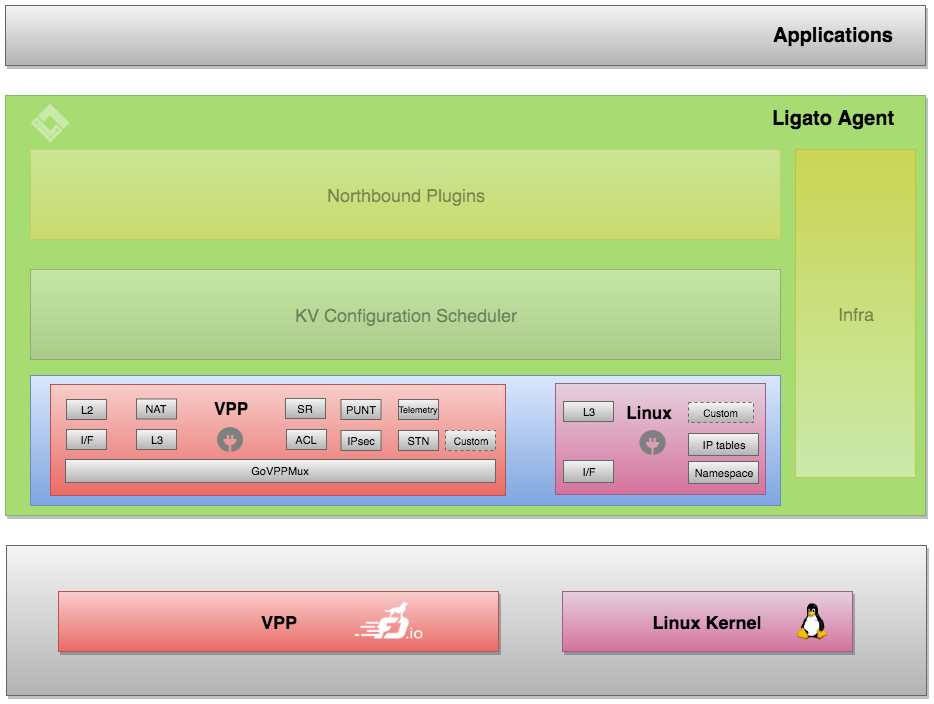 Applications
Ligato Agent
Northbound Plugins
Infra
KV Configuration Scheduler
L2
NAT
VPP
SR
PUNT
Telemetry
I/F
L3
ACL
IPsec
STN
Custom
GoVPPMux
L3
Linux
Custom
IP tables
I/F
Namespace
VPP
.io
Linux Kernel